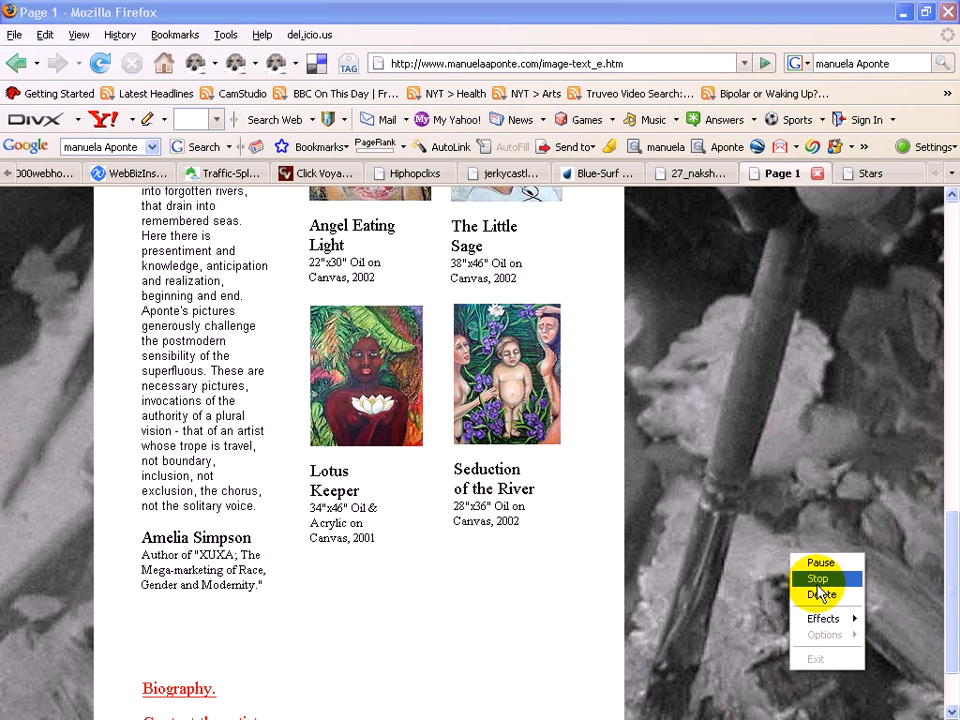 Page 1 - Mozilla Firefox
File Edit View History Bookmarks Tools Help del.icio.us
TAG http://www.manuelaaponte.com/image-text_e.htm G manuela Aponte
Getting Started Latest Headlines CamStudio BBC On This Day | Fr... NYT > Health NYT > Arts Truveo Video Search:... Bipolar or Waking Up?... »
DIVX Y! Search Web Mail My Yahoo! News Games Music Answers Sports Sign In
Google manuela Aponte G Search Bookmarks PageRank AutoLink AutoFill Send to manuela Aponte » Settings
000webho... WebBizIns... Traffic-Spl... Click Voya... Hiphopclixs jerkycastl... Blue-Surf ... 27_naksh... Page 1 Stars
into forgotten rivers,
that drain into
remembered seas.
Here there is
presentiment and
knowledge, anticipation
and realization,
beginning and end.
Aponte's pictures
generously challenge
the postmodern
sensibility of the
superfluous. These are
necessary pictures,
invocations of the
authority of a plural
vision - that of an artist
whose trope is travel,
not boundary,
inclusion, not
exclusion, the chorus,
not the solitary voice.
Amelia Simpson
Author of "XUXA; The
Mega-marketing of Race,
Gender and Modernity."
Biography.
Angel Eating
Light
22"x30" Oil on
Canvas, 2002
The Little
Sage
38"x46" Oil on
Canvas, 2002
Lotus
Keeper
34"x46" Oil &
Acrylic on
Canvas, 2001
Seduction
of the River
28"x36" Oil on
Canvas, 2002
Pause
Stop
Delete
Effects
Options
Exit